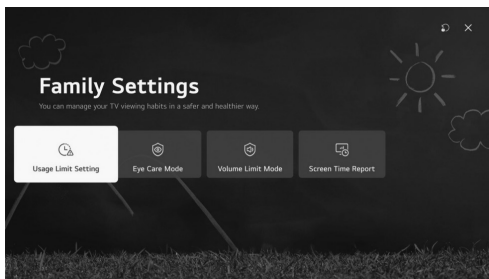 Family Settings
You can manage your TV viewing habits in a safer and healthier way.
Usage Limit Setting
Eye Care Mode
Volume Limit Mode
Screen Time Report